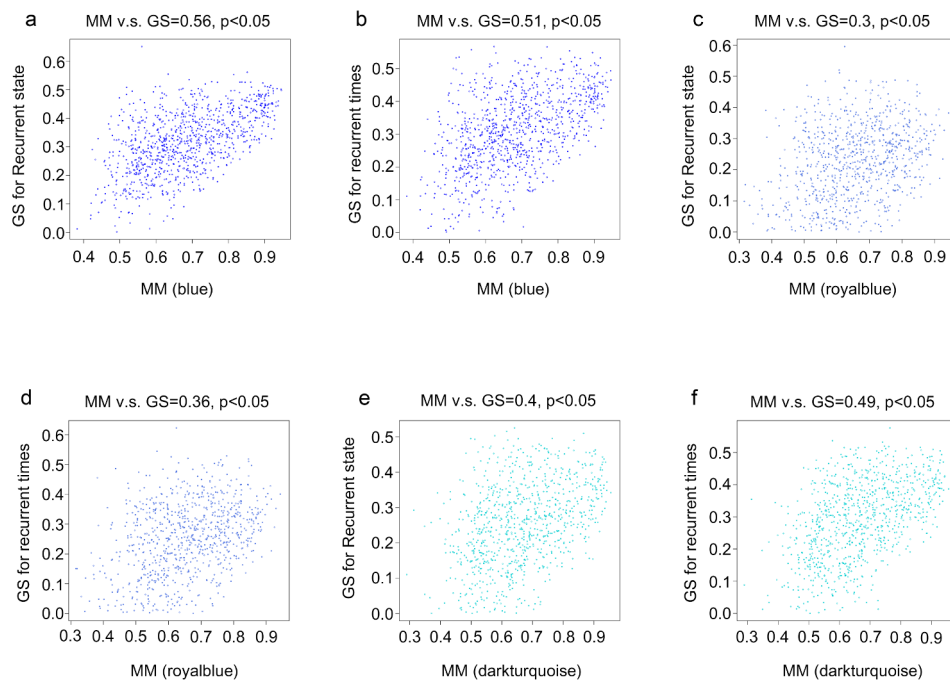 a
MM v.s. GS=0.56, p<0.05
GS for Recurrent state
0.6
0.5
0.4
0.3
0.2
0.1
0.0
0.4 0.5 0.6 0.7 0.8 0.9
MM (blue)
b
MM v.s. GS=0.51, p<0.05
GS for recurrent times
0.5
0.4
0.3
0.2
0.1
0.0
0.4 0.5 0.6 0.7 0.8 0.9
MM (blue)
c
MM v.s. GS=0.3, p<0.05
GS for Recurrent state
0.6
0.5
0.4
0.3
0.2
0.1
0.0
0.3 0.4 0.5 0.6 0.7 0.8 0.9
MM (royalblue)
d
MM v.s. GS=0.36, p<0.05
GS for recurrent times
0.6
0.5
0.4
0.3
0.2
0.1
0.0
0.3 0.4 0.5 0.6 0.7 0.8 0.9
MM (royalblue)
e
MM v.s. GS=0.4, p<0.05
GS for Recurrent state
0.5
0.4
0.3
0.2
0.1
0.0
0.3 0.4 0.5 0.6 0.7 0.8 0.9
MM (darkturquoise)
f
MM v.s. GS=0.49, p<0.05
GS for recurrent times
0.5
0.4
0.3
0.2
0.1
0.0
0.3 0.4 0.5 0.6 0.7 0.8 0.9
MM (darkturquoise)